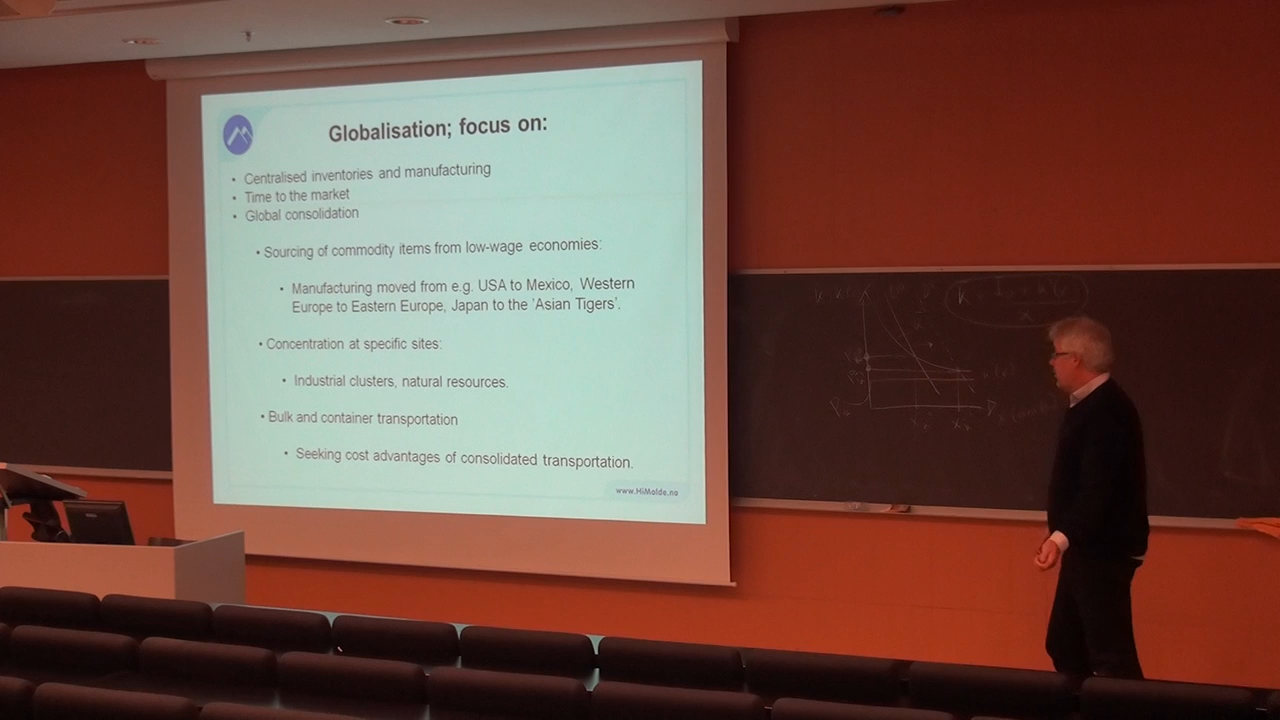 Globalisation; focus on:
• Centralised inventories and manufacturing
• Time to the market
• Global consolidation
• Sourcing of commodity items from low-wage economies:
• Manufacturing moved from e.g. USA to Mexico, Western
Europe to Eastern Europe, Japan to the 'Asian Tigers'.
• Concentration at specific sites:
• Industrial clusters, natural resources.
• Bulk and container transportation
• Seeking cost advantages of consolidated transportation.
www.HiMolde.no